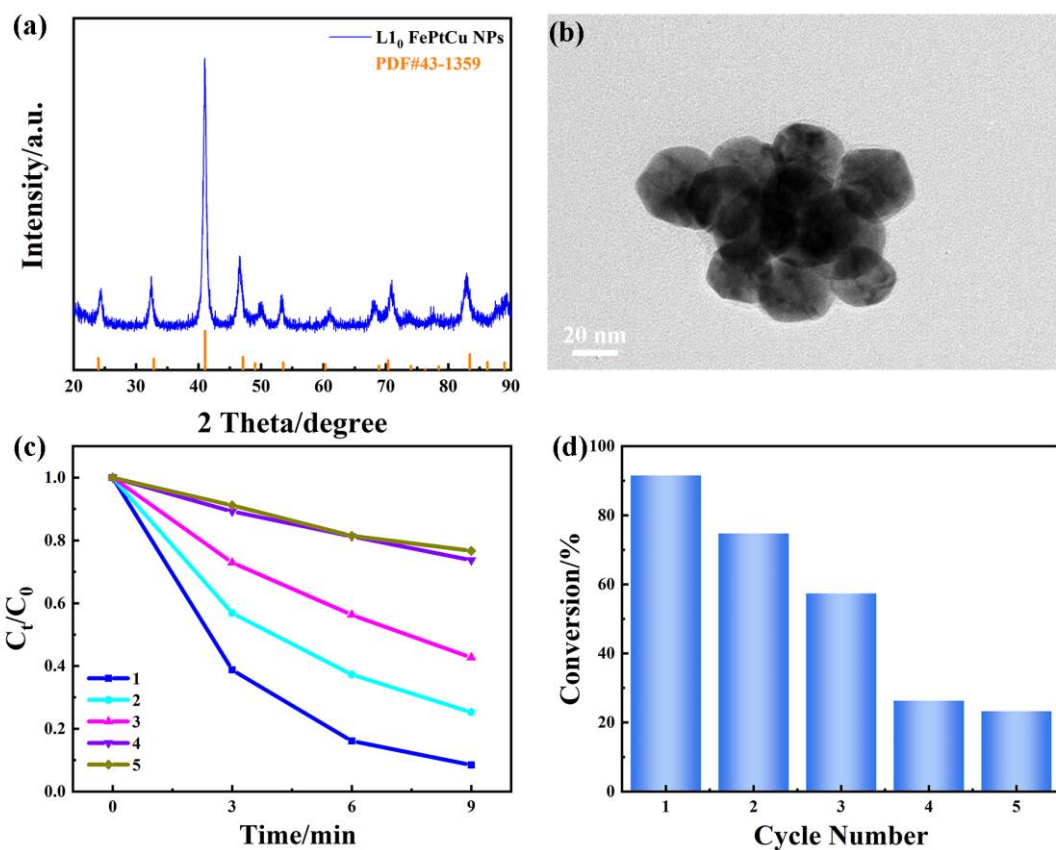 (a)
L1₀ FePtCu NPs
PDF#43-1359
Intensity/a.u.
20 30 40 50 60 70 80 90
2 Theta/degree
(b)
20 nm
(c)
1.0
0.8
0.6
0.4
0.2
0.0
Cₜ/C₀
1
2
3
4
5
0 3 6 9
Time/min
(d)
100
80
60
40
20
0
Conversion/%
1 2 3 4 5
Cycle Number